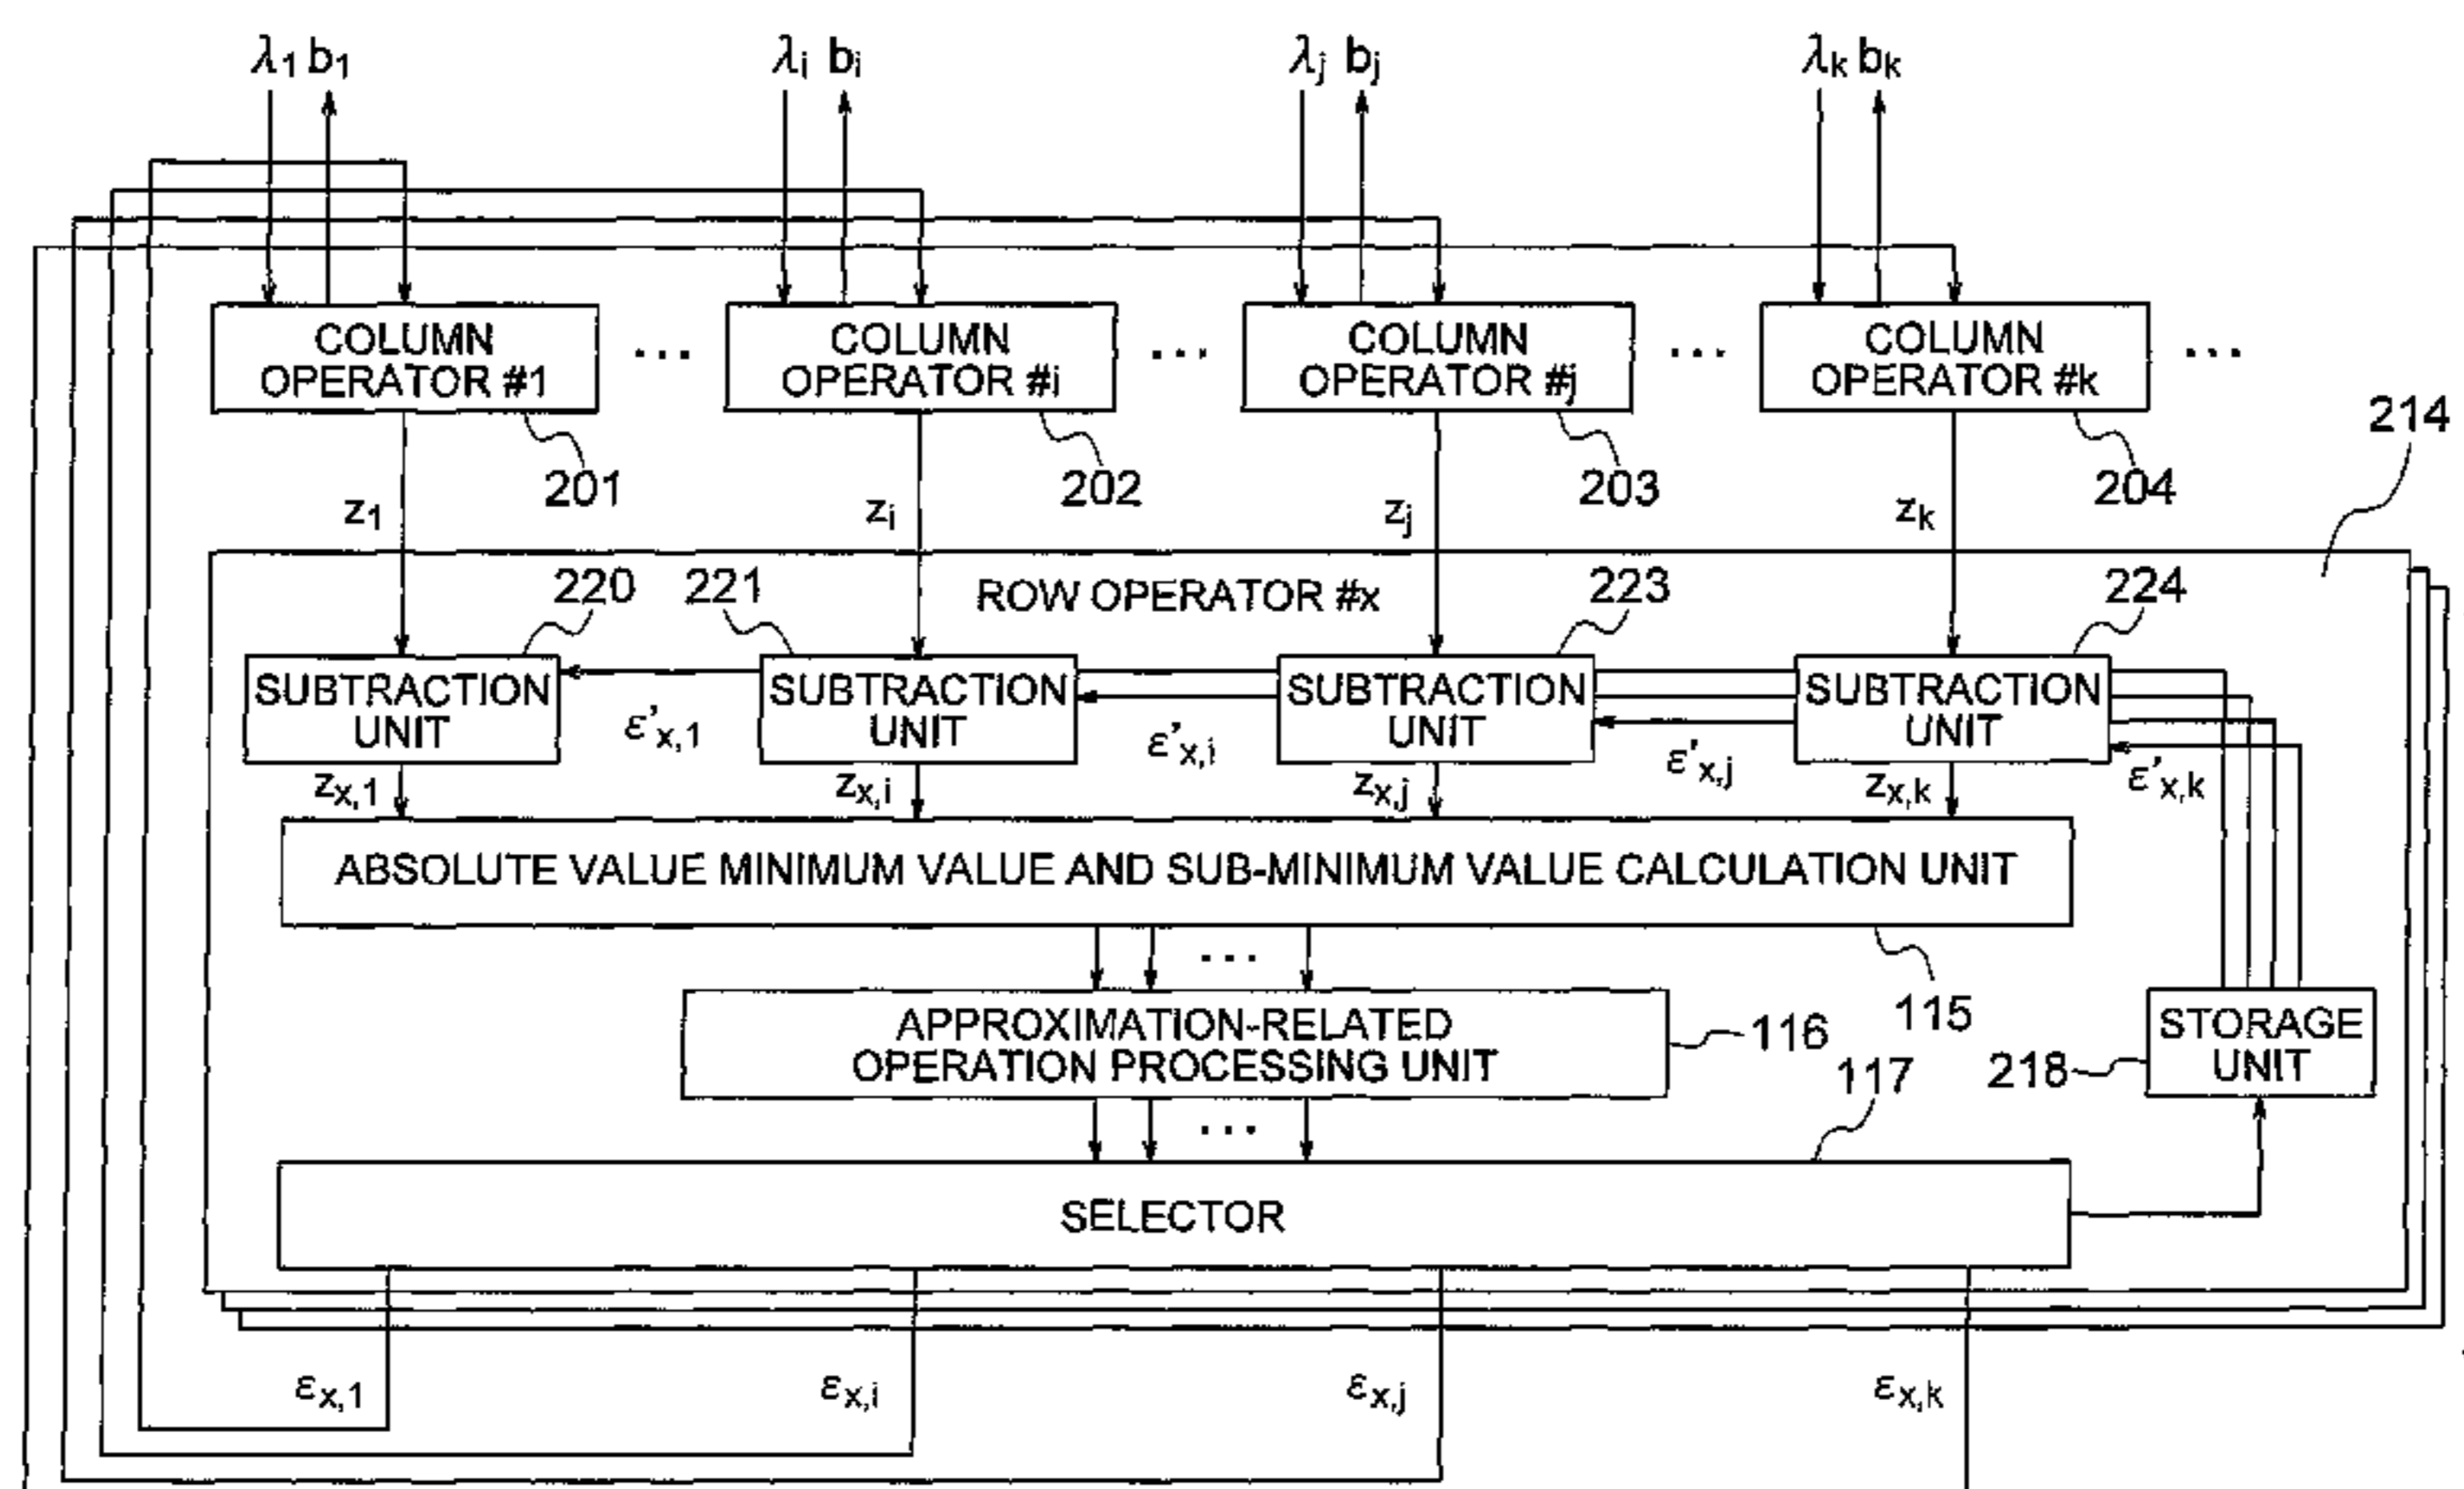 λ1 b1 λi bi λj bj λk bk
COLUMN OPERATOR #1 ... COLUMN OPERATOR #i ... COLUMN OPERATOR #j ... COLUMN OPERATOR #k ...
201 202 203 204 214
z1 zi zj zk
ROW OPERATOR #x
220 221 223 224
SUBTRACTION UNIT SUBTRACTION UNIT SUBTRACTION UNIT SUBTRACTION UNIT
ε'x,1 ε'x,i ε'x,j ε'x,k
zx,1 zx,i zx,j zx,k
ABSOLUTE VALUE MINIMUM VALUE AND SUB-MINIMUM VALUE CALCULATION UNIT
...
115
APPROXIMATION-RELATED
OPERATION PROCESSING UNIT
116
STORAGE
UNIT
218
117
...
SELECTOR
εx,1 εx,i εx,j εx,k